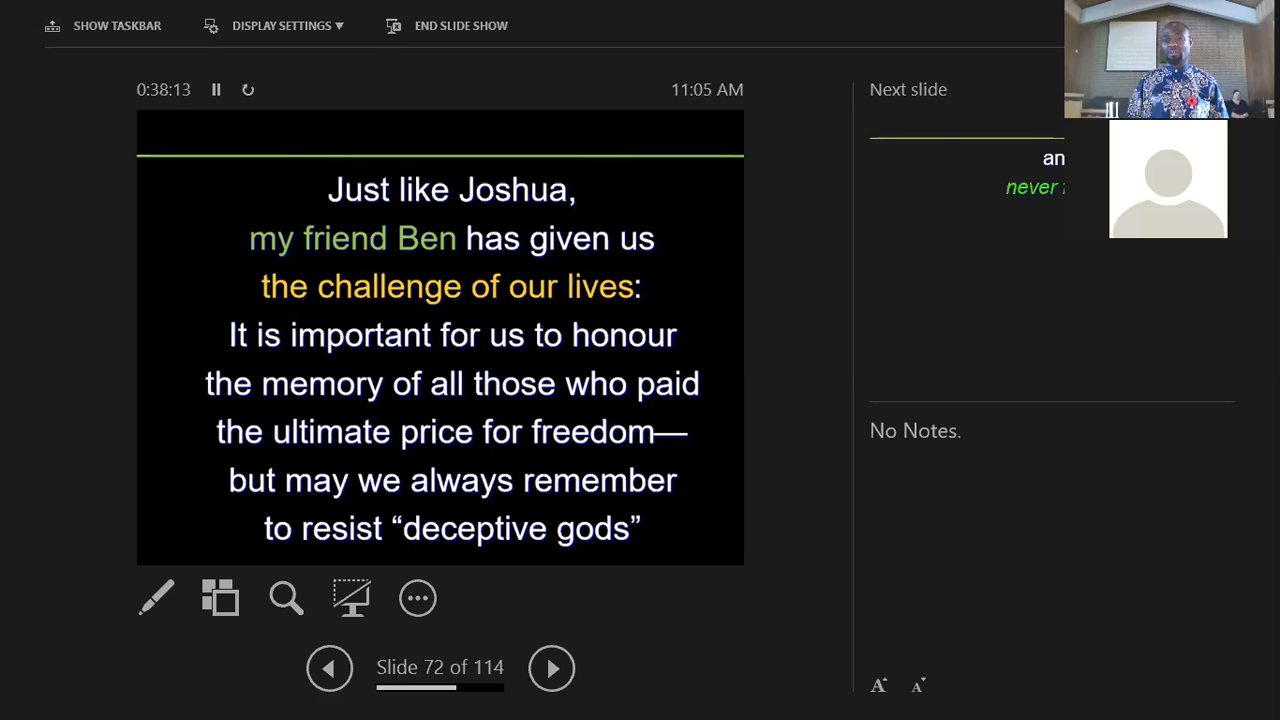 SHOW TASKBAR
DISPLAY SETTINGS ▼
END SLIDE SHOW
0:38:13
11:05 AM
Just like Joshua,
my friend Ben has given us
the challenge of our lives:
It is important for us to honour
the memory of all those who paid
the ultimate price for freedom—
but may we always remember
to resist “deceptive gods”
Slide 72 of 114
Next slide
an
never
No Notes.
A A